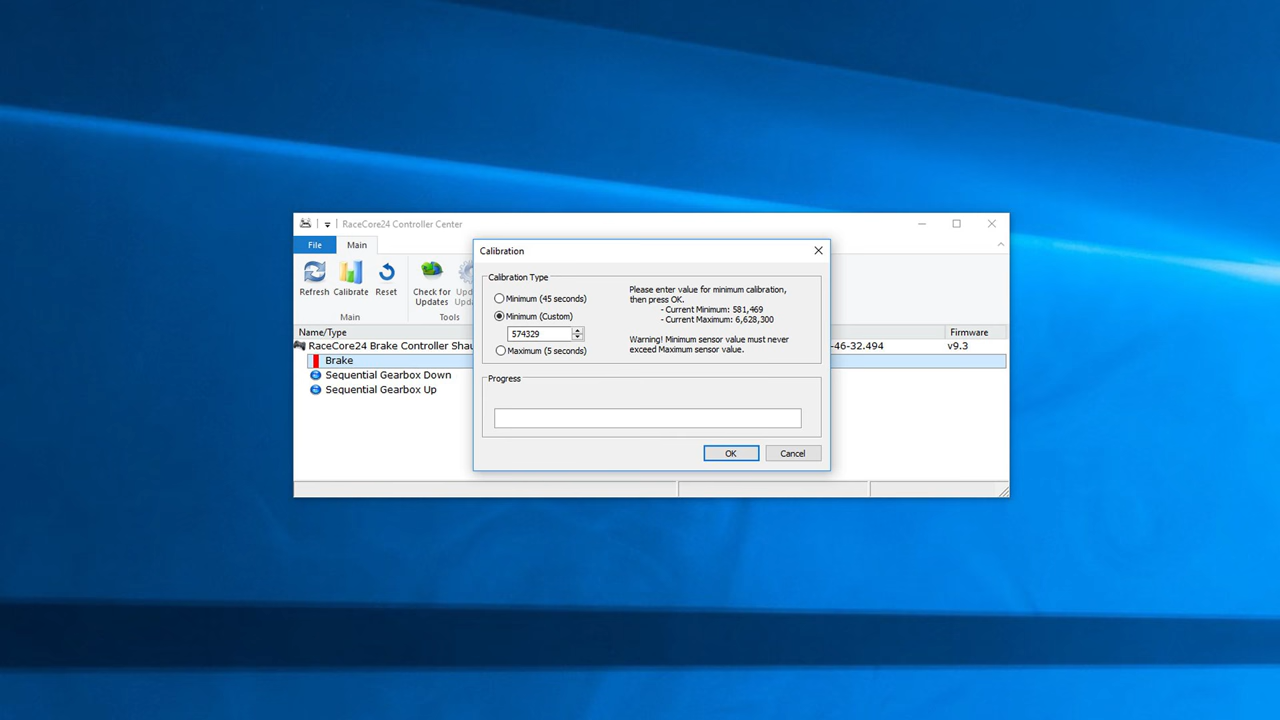 RaceCore24 Controller Center
File Main
Refresh Calibrate Reset
Check for
Updates
Main
Tools
Name/Type
Firmware
RaceCore24 Brake Controller
-46-32.494
v9.3
Brake
Sequential Gearbox Down
Sequential Gearbox Up
Calibration
Calibration Type
Minimum (45 seconds)
Minimum (Custom)
574329
Maximum (5 seconds)
Please enter value for minimum calibration,
then press OK.
- Current Minimum: 581,469
- Current Maximum: 6,628,300
Warning! Minimum sensor value must never
exceed Maximum sensor value.
Progress
OK Cancel